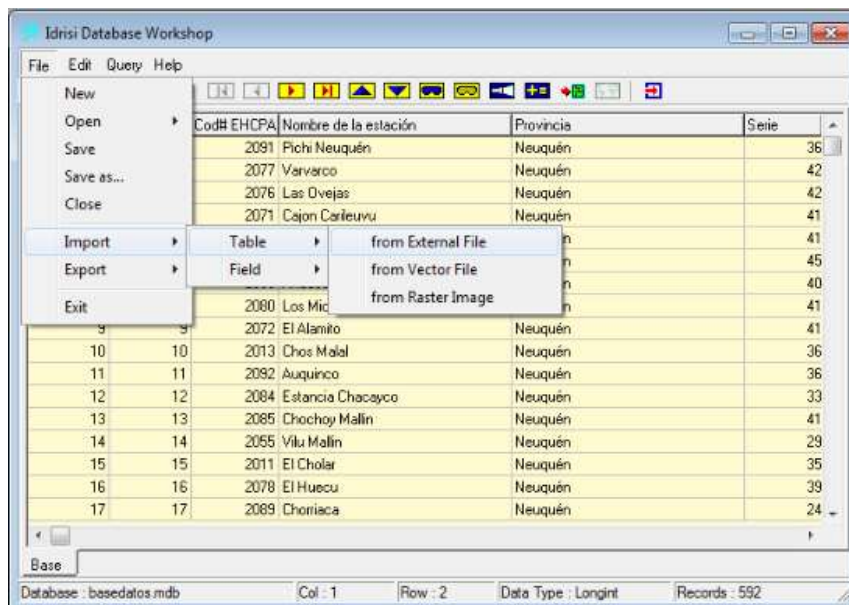 Idrisi Database Workshop
File Edit Query Help
New
Open
Save
Save as...
Close
Import
Export
Exit
Table
Field
from External File
from Vector File
from Raster Image
Cod# EHCPA Nombre de la estación Provincia Serie
2091 Pichi Neuquén Neuquén 36
2077 Varvarco Neuquén 42
2076 Las Ovejas Neuquén 42
2071 Cajon Carileuvu Neuquén 41
n 41
n 45
40
2080 Los Mic Neuquén 41
9 9 2072 El Alamito Neuquén 41
10 10 2013 Chos Malal Neuquén 36
11 11 2092 Auquinco Neuquén 36
12 12 2084 Estancia Chacayco Neuquén 33
13 13 2085 Chochoy Mallin Neuquén 41
14 14 2055 Vilu Mallin Neuquén 29
15 15 2011 El Cholar Neuquén 35
16 16 2078 El Huecu Neuquén 39
17 17 2089 Chorriaca Neuquén 24
Base
Database : basedatos.mdb Col : 1 Row : 2 Data Type : Longint Records : 592